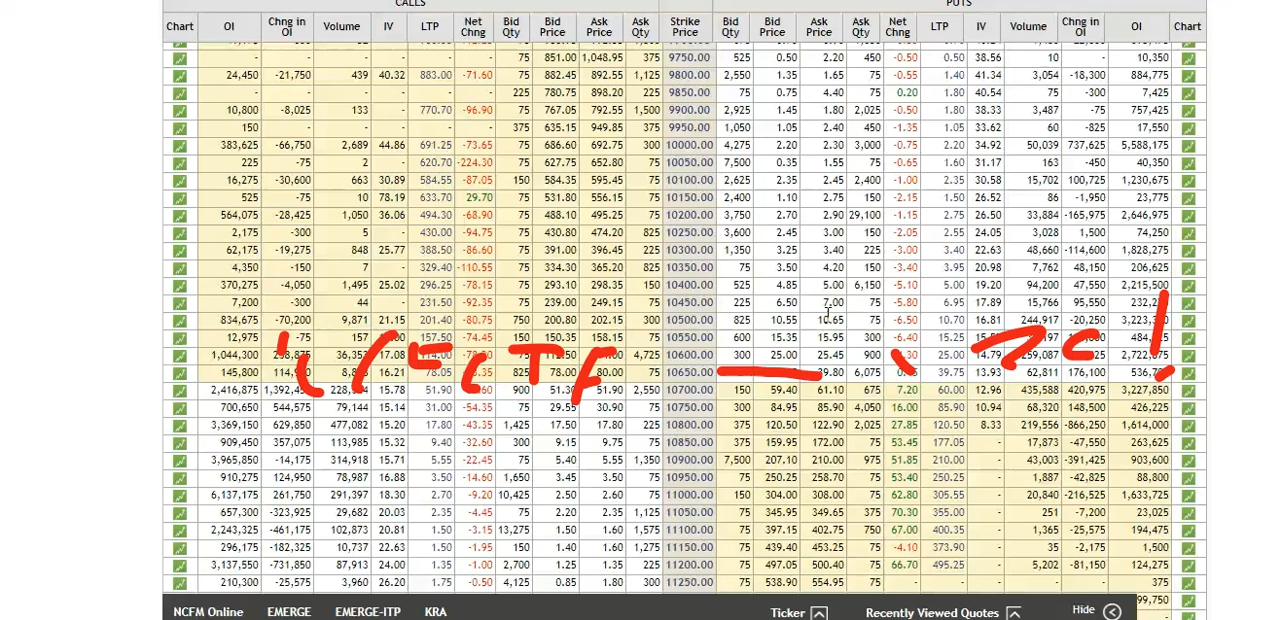 CALLS PUTS
Chart OI Chng in OI Volume IV LTP Net Chng Bid Qty Bid Price Ask Price Ask Qty Strike Price Bid Qty Bid Price Ask Price Ask Qty Net Chng LTP IV Volume Chng in OI OI Chart
- - - - - - 75 851.00 1,048.95 375 9750.00 525 0.50 2.20 450 -0.50 0.50 38.56 10 - 10,350
24,450 -21,750 439 40.32 883.00 -71.60 75 882.45 892.55 1,125 9800.00 2,550 1.35 1.65 75 -0.55 1.40 41.34 3,054 -18,300 884,775
- - - - - - 225 780.75 898.20 225 9850.00 75 0.75 4.40 75 0.20 1.80 40.54 75 -300 7,425
10,800 -8,025 133 - 770.70 -96.90 75 767.05 792.55 1,500 9900.00 2,925 1.45 1.80 2,025 -0.50 1.80 38.33 3,487 -75 757,425
150 - - - - - 375 635.15 949.85 375 9950.00 1,050 1.05 2.40 450 -1.35 1.05 33.62 60 -825 17,550
383,625 -66,750 2,689 44.86 691.25 -73.65 75 686.60 692.75 300 10000.00 4,275 2.20 2.30 3,000 -0.75 2.20 34.92 50,039 737,625 5,588,175
225 -75 2 - 620.70 -224.30 75 627.75 652.80 75 10050.00 7,500 0.35 1.55 75 -0.65 1.60 31.17 163 -450 40,350
16,275 -30,600 663 30.89 584.55 -87.05 150 584.35 595.45 75 10100.00 2,625 2.35 2.45 2,400 -1.00 2.35 30.58 15,702 100,725 1,230,675
525 -75 10 78.19 633.70 29.70 75 531.80 556.15 75 10150.00 2,400 1.10 2.75 150 -2.15 1.50 26.52 86 -1,950 23,775
564,075 -28,425 1,050 36.06 494.30 -68.90 75 488.10 495.25 75 10200.00 3,750 2.70 2.90 29,100 -1.15 2.75 26.50 33,884 -165,975 2,646,975
2,175 -300 5 - 430.00 -94.75 75 430.80 474.20 825 10250.00 3,600 2.45 3.00 150 -2.05 2.55 24.05 3,028 1,500 74,250
62,175 -19,275 848 25.77 388.50 -86.60 75 391.00 396.45 225 10300.00 1,350 3.25 3.40 225 -3.00 3.40 22.63 48,660 -114,600 1,828,275
4,350 -150 7 - 329.40 -110.55 75 334.30 365.20 825 10350.00 75 3.50 4.20 150 -3.40 3.95 20.98 7,762 48,150 206,625
370,275 -4,050 1,495 25.02 296.25 -78.15 75 293.10 298.35 150 10400.00 525 4.85 5.00 6,150 -5.10 5.00 19.20 94,200 47,550 2,215,500
7,200 -300 44 - 231.50 -92.35 75 239.00 249.15 75 10450.00 225 6.50 7.00 75 -5.80 6.95 17.89 15,766 95,550
834,675 -70,200 9,871 21.15 201.40 -80.75 750 200.80 202.15 300 10500.00 825 10.55 10.65 75 -6.50 10.70 16.81 244,917 -20,250
12,975 -75 157 157.50 -74.45 150 150.35 158.15 75 10550.00 600 15.35 15.95 300 -6.40 15.25
1,044,300 17.08 4,725 10600.00 300 25.00 25.45 900 25.00 14.79
145,800 16.21 78.05 825 78.00 80.00 75 10650.00 39.80 6,075 39.75 13.93 62,811 176,100
2,416,875 15.78 51.90 900 51.90 2,550 10700.00 150 59.40 61.10 675 7.20 60.00 12.96 435,588 420,975 3,227,850
700,650 544,575 79,144 15.14 31.00 -54.35 75 29.55 30.90 75 10750.00 300 84.95 85.90 4,050 16.00 85.90 10.94 68,320 148,500 426,225
3,369,150 629,850 477,082 15.20 17.80 -43.35 1,425 17.50 17.80 225 10800.00 375 120.50 122.90 2,025 27.85 120.50 8.33 219,556 -866,250 1,614,000
909,450 357,075 113,985 15.32 9.40 -32.60 300 9.15 9.75 75 10850.00 375 159.95 172.00 75 53.45 177.05 - 17,873 -47,550 263,625
3,965,850 -14,175 314,918 15.71 5.55 -22.45 75 5.40 5.55 1,350 10900.00 7,500 207.10 210.00 975 51.85 210.00 - 43,003 -391,425 903,600
910,275 124,950 78,987 16.88 3.50 -14.60 1,650 3.45 3.50 75 10950.00 75 250.25 258.70 75 53.40 250.25 - 1,887 -42,825 88,800
6,137,175 261,750 291,397 18.30 2.70 -9.20 10,425 2.50 2.60 75 11000.00 150 304.00 308.00 75 62.80 305.55 - 20,840 -216,525 1,633,725
657,300 -323,925 29,682 20.03 2.35 -4.45 75 2.20 2.35 1,125 11050.00 75 345.95 349.65 375 70.30 355.00 - 251 -7,200 23,025
2,243,325 -461,175 102,873 20.81 1.50 -3.15 13,275 1.50 1.60 1,575 11100.00 75 397.15 402.75 750 67.00 400.35 - 1,365 -25,575 194,475
296,175 -182,325 10,737 22.63 1.50 -1.95 150 1.40 1.60 1,275 11150.00 75 439.40 453.25 75 -4.10 373.90 - 35 -2,175 1,500
3,137,550 -731,850 87,913 24.00 1.35 -1.00 2,700 1.25 1.35 225 11200.00 75 497.05 500.40 75 66.70 495.25 - 5,202 -81,150 124,275
210,300 -25,575 3,960 26.20 1.75 -0.50 4,125 0.85 1.80 300 11250.00 75 538.90 554.95 75 - - - - - 375
99,750
NCFM Online EMERGE EMERGE-ITP KRA Ticker Recently Viewed Quotes Hide